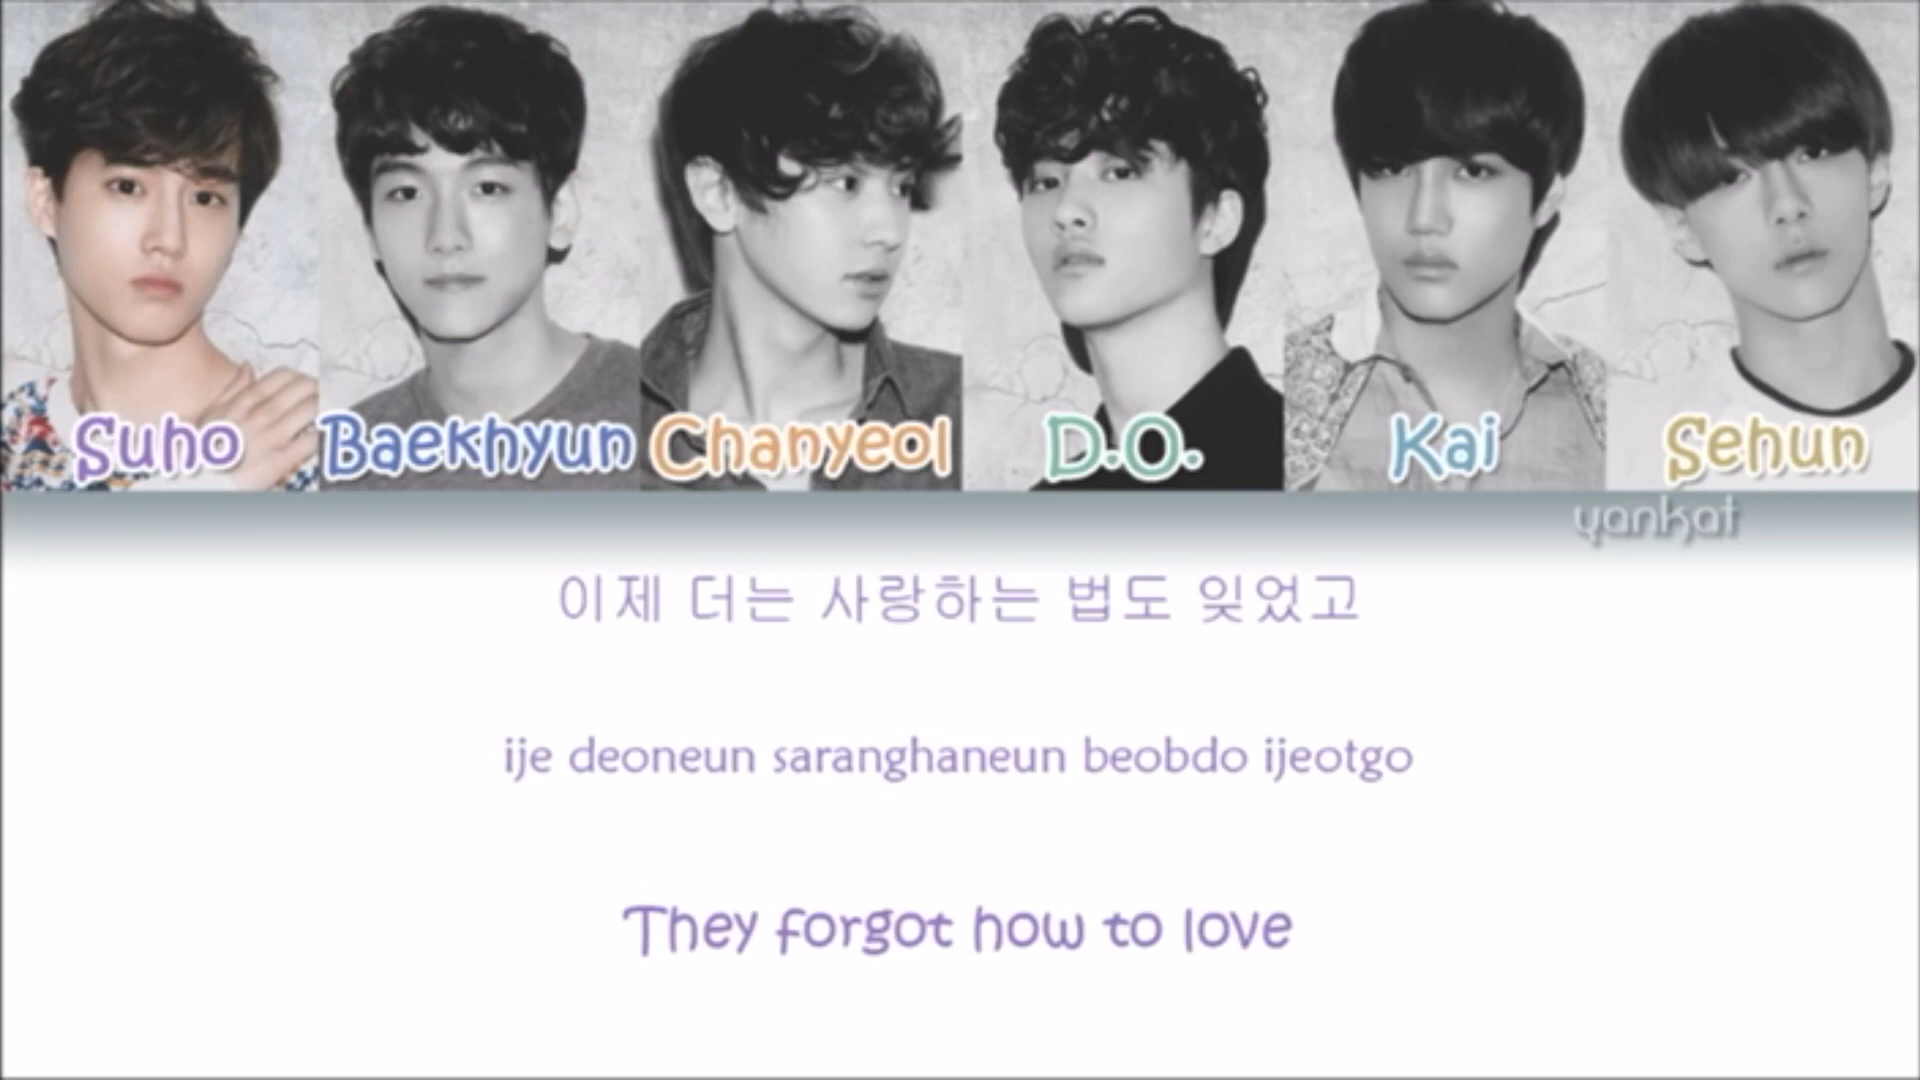 Suho Baekhyun Chanyeol D.O. Kai Sehun
yankat
이제 더는 사랑하는 법도 잊었고
ije deoneun saranghaneun beobdo ijeotgo
They forgot how to love